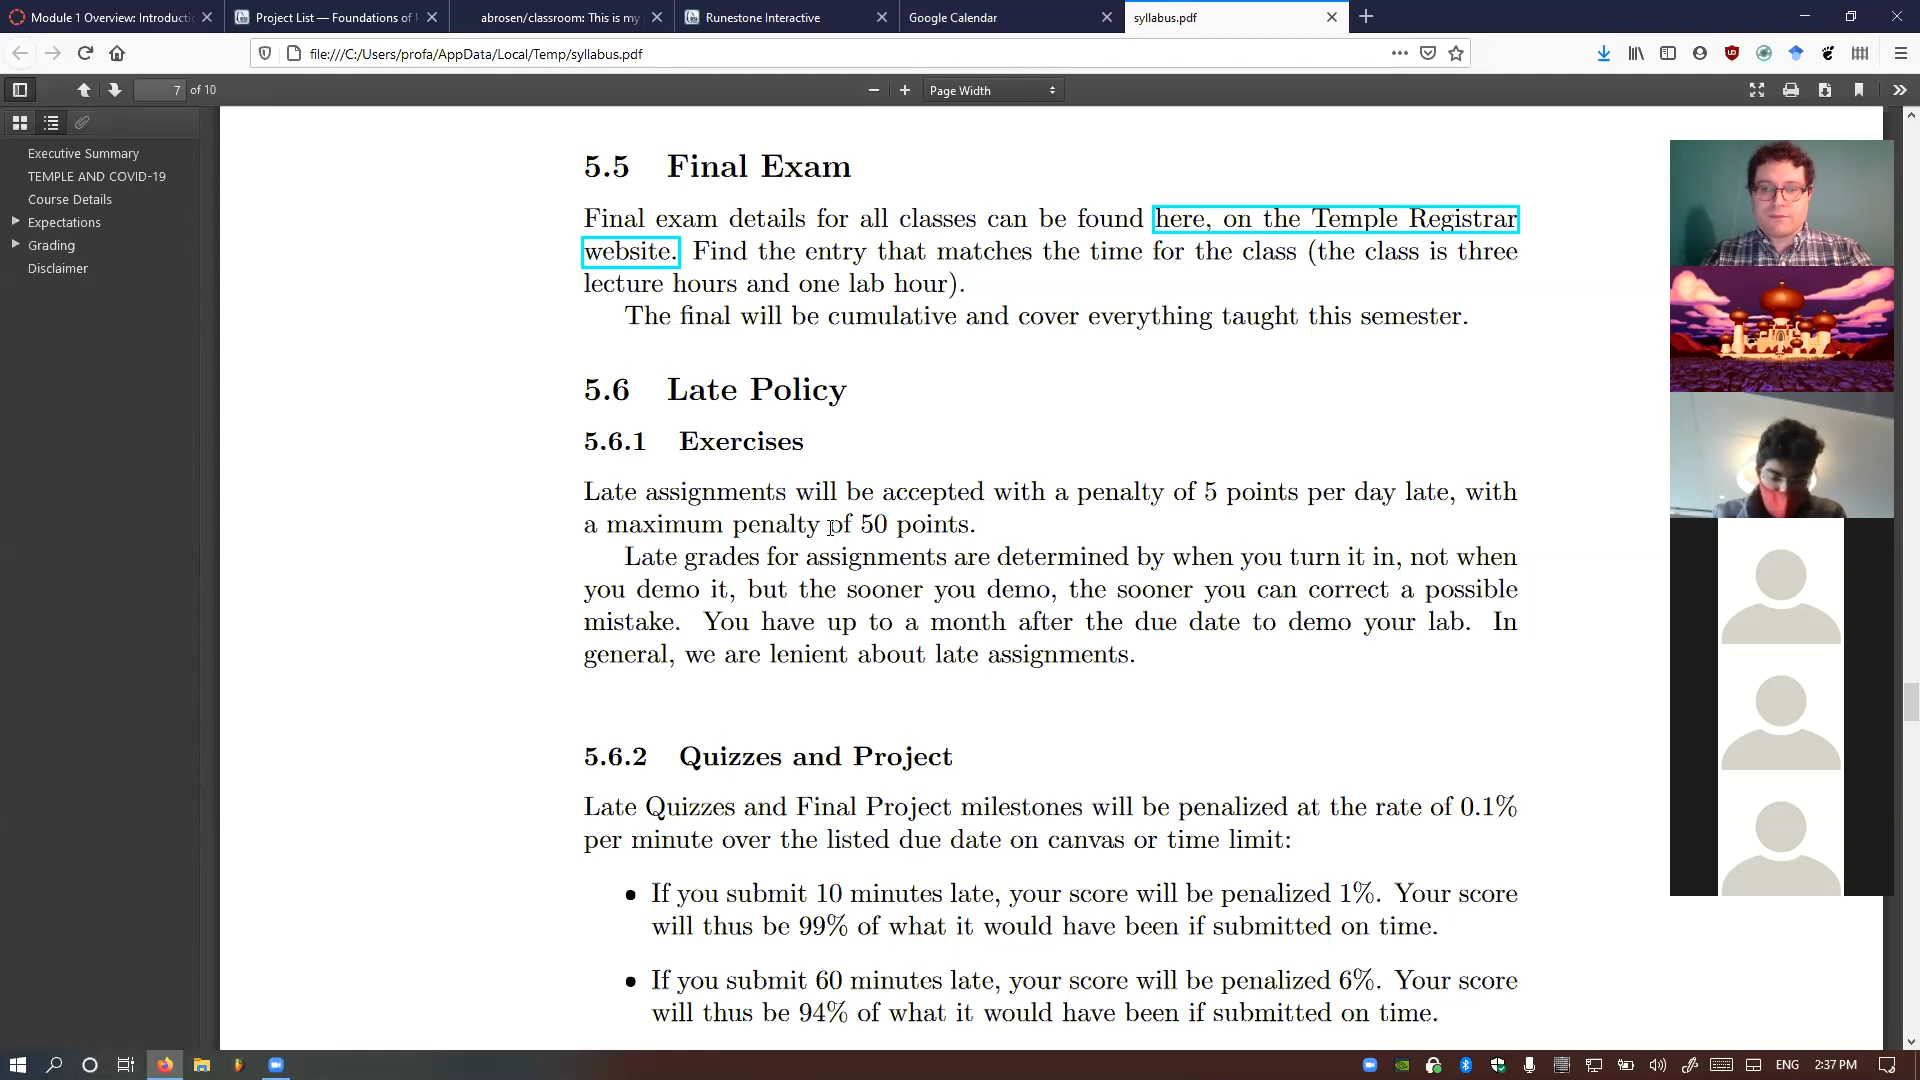 Module 1 Overview: Introducti
Project List — Foundations of
abrosen/classroom: This is my
Runestone Interactive
Google Calendar
syllabus.pdf
file:///C:/Users/profa/AppData/Local/Temp/syllabus.pdf
7 of 10
Page Width
Executive Summary
TEMPLE AND COVID-19
Course Details
Expectations
Grading
Disclaimer
5.5 Final Exam
Final exam details for all classes can be found here, on the Temple Registrar
website. Find the entry that matches the time for the class (the class is three
lecture hours and one lab hour).
The final will be cumulative and cover everything taught this semester.
5.6 Late Policy
5.6.1 Exercises
Late assignments will be accepted with a penalty of 5 points per day late, with
a maximum penalty of 50 points.
Late grades for assignments are determined by when you turn it in, not when
you demo it, but the sooner you demo, the sooner you can correct a possible
mistake. You have up to a month after the due date to demo your lab. In
general, we are lenient about late assignments.
5.6.2 Quizzes and Project
Late Quizzes and Final Project milestones will be penalized at the rate of 0.1%
per minute over the listed due date on canvas or time limit:
• If you submit 10 minutes late, your score will be penalized 1%. Your score
will thus be 99% of what it would have been if submitted on time.
• If you submit 60 minutes late, your score will be penalized 6%. Your score
will thus be 94% of what it would have been if submitted on time.
ENG 2:37 PM